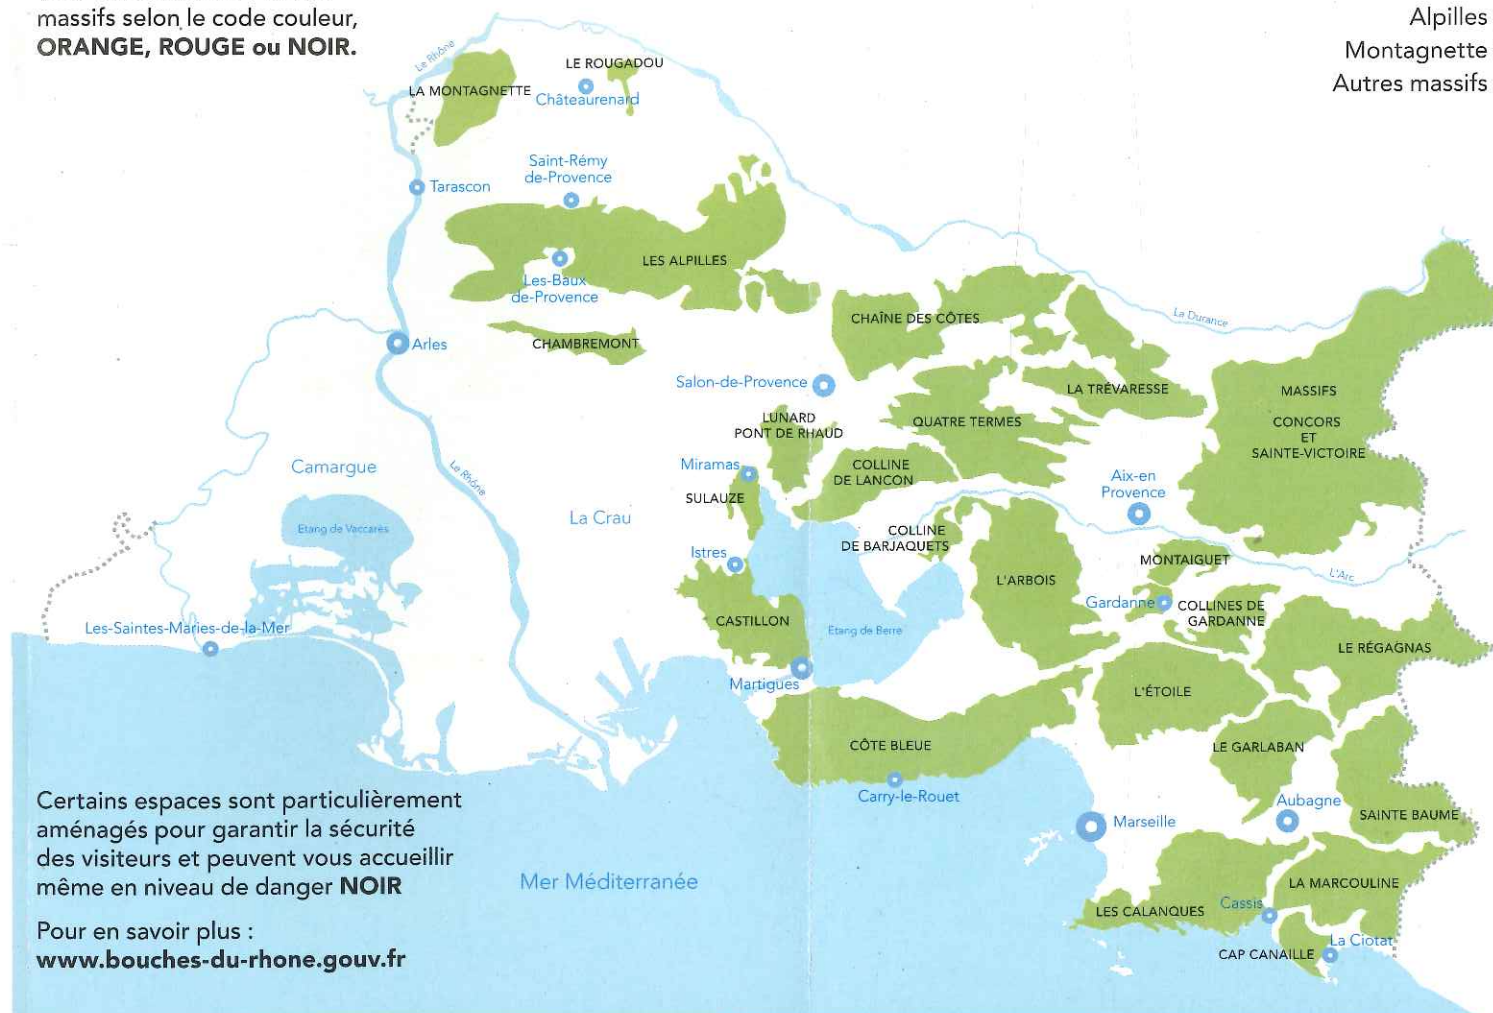 massifs selon le code couleur,
ORANGE, ROUGE ou NOIR.
Alpilles
Montagnette
Autres massifs
Le Rhône
LA MONTAGNETTE
LE ROUGADOU
Châteaurenard
Tarascon
Saint-Rémy
de-Provence
LES ALPILLES
Les-Baux
de-Provence
CHAMBREMONT
Arles
CHAÎNE DES CÔTES
La Durance
Salon-de-Provence
LA TRÉVARESSE
MASSIFS
CONCORS
ET
SAINTE-VICTOIRE
LUNARD
PONT DE RHAUD
QUATRE TERMES
Miramas
COLLINE
DE LANCON
SULAUZE
Aix-en
Provence
Camargue
Le Rhône
Etang de Vaccarès
La Crau
COLLINE
DE BARJAQUETS
Istres
L'ARBOIS
MONTAIGUET
L'Arc
Gardanne
COLLINES DE
GARDANNE
CASTILLON
Etang de Berre
Les-Saintes-Maries-de-la-Mer
LE RÉGAGNAS
Martigues
L'ÉTOILE
CÔTE BLEUE
LE GARLABAN
Carry-le-Rouet
Aubagne
Marseille
SAINTE BAUME
LA MARCOULINE
LES CALANQUES
Cassis
CAP CANAILLE
La Ciotat
Mer Méditerranée
Certains espaces sont particulièrement
aménagés pour garantir la sécurité
des visiteurs et peuvent vous accueillir
même en niveau de danger NOIR
Pour en savoir plus :
www.bouches-du-rhone.gouv.fr